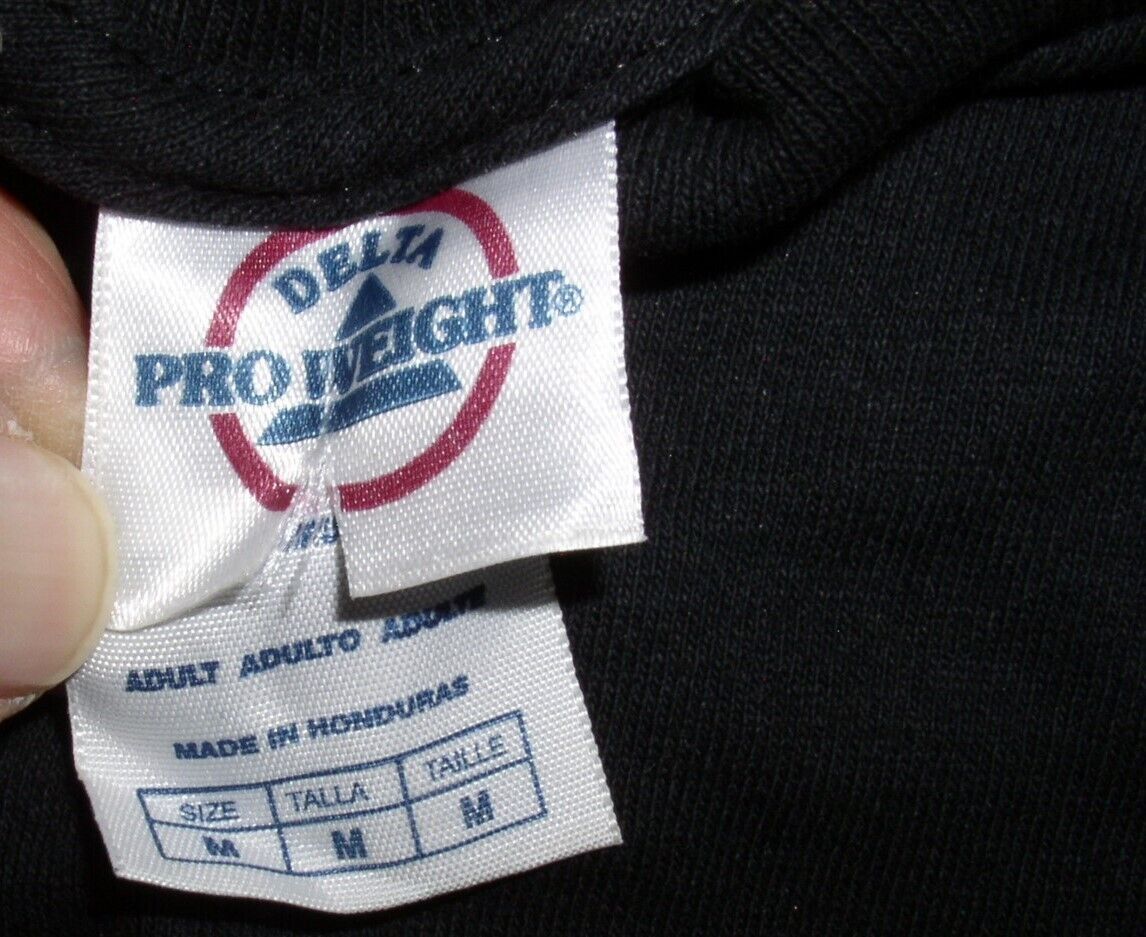 DELTA
PRO WEIGHT®
ADULT ADULTO ADULTE
MADE IN HONDURAS
SIZE TALLA TAILLE
M M M